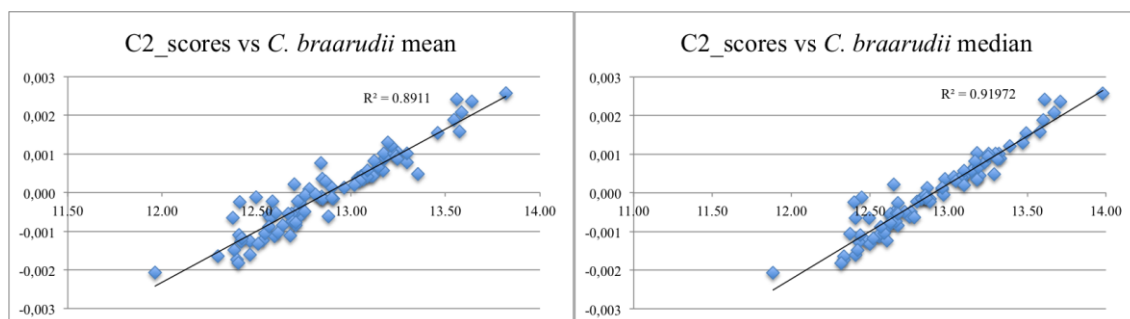 C2_scores vs C. braarudii mean
0,003
R² = 0.8911
0,002
0,001
0,000
11.50 12.00 12.50 13.00 13.50 14.00
-0,001
-0,002
-0,003
C2_scores vs C. braarudii median
0,003
R² = 0.91972
0,002
0,001
0,000
11.00 11.50 12.00 12.50 13.00 13.50 14.00
-0,001
-0,002
-0,003